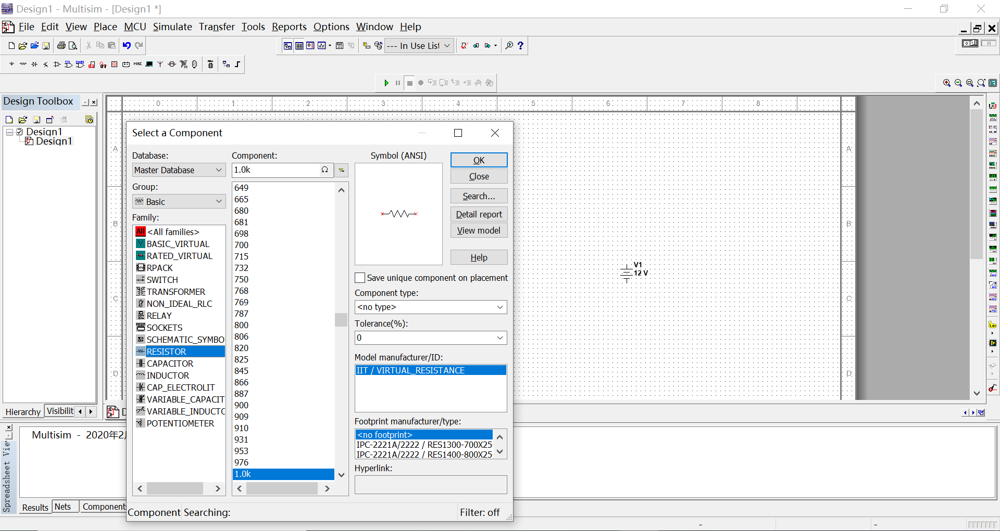 Design1 - Multisim - [Design1 *]
File Edit View Place MCU Simulate Transfer Tools Reports Options Window Help
--- In Use List
MISC
Design Toolbox
0 1 2 3 4 5 6 7 8
Design1
Design1
A
B
C
D
A
B
C
D
Select a Component
Database:
Master Database
Group:
Basic
Family:
All <All families>
BASIC_VIRTUAL
RATED_VIRTUAL
RPACK
SWITCH
TRANSFORMER
NON_IDEAL_RLC
RELAY
SOCKETS
SCHEMATIC_SYMBO
RESISTOR
CAPACITOR
INDUCTOR
CAP_ELECTROLIT
VARIABLE_CAPACIT
VARIABLE_INDUCTC
POTENTIOMETER
Component:
1.0k Ω
649
665
680
681
698
700
715
732
750
768
769
787
800
806
820
825
845
866
887
900
909
910
931
953
976
1.0k
Symbol (ANSI)
OK
Close
Search...
Detail report
View model
Help
Save unique component on placement
Component type:
<no type>
Tolerance(%):
0
Model manufacturer/ID:
IIT / VIRTUAL_RESISTANCE
Footprint manufacturer/type:
<no footprint>
IPC-2221A/2222 / RES1300-700X25
IPC-2221A/2222 / RES1400-800X25
Hyperlink:
Component Searching:
Filter: off
V1
12 V
Hierarchy Visibilit
D
Spreadsheet Vie
Multisim - 2020年2
Results Nets Component